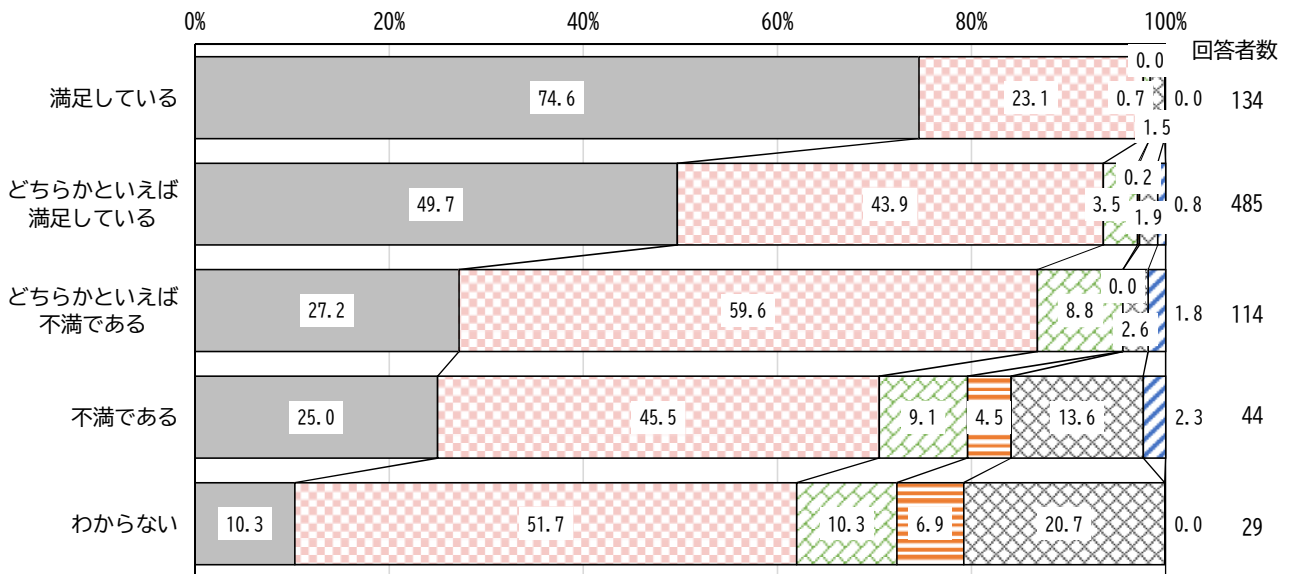 0% 20% 40% 60% 80% 100%
回答者数
満足している 74.6 23.1 0.7 0.0 1.5 0.0 134
どちらかといえば
満足している 49.7 43.9 3.5 0.2 1.9 0.8 485
どちらかといえば
不満である 27.2 59.6 8.8 0.0 2.6 1.8 114
不満である 25.0 45.5 9.1 4.5 13.6 2.3 44
わからない 10.3 51.7 10.3 6.9 20.7 0.0 29